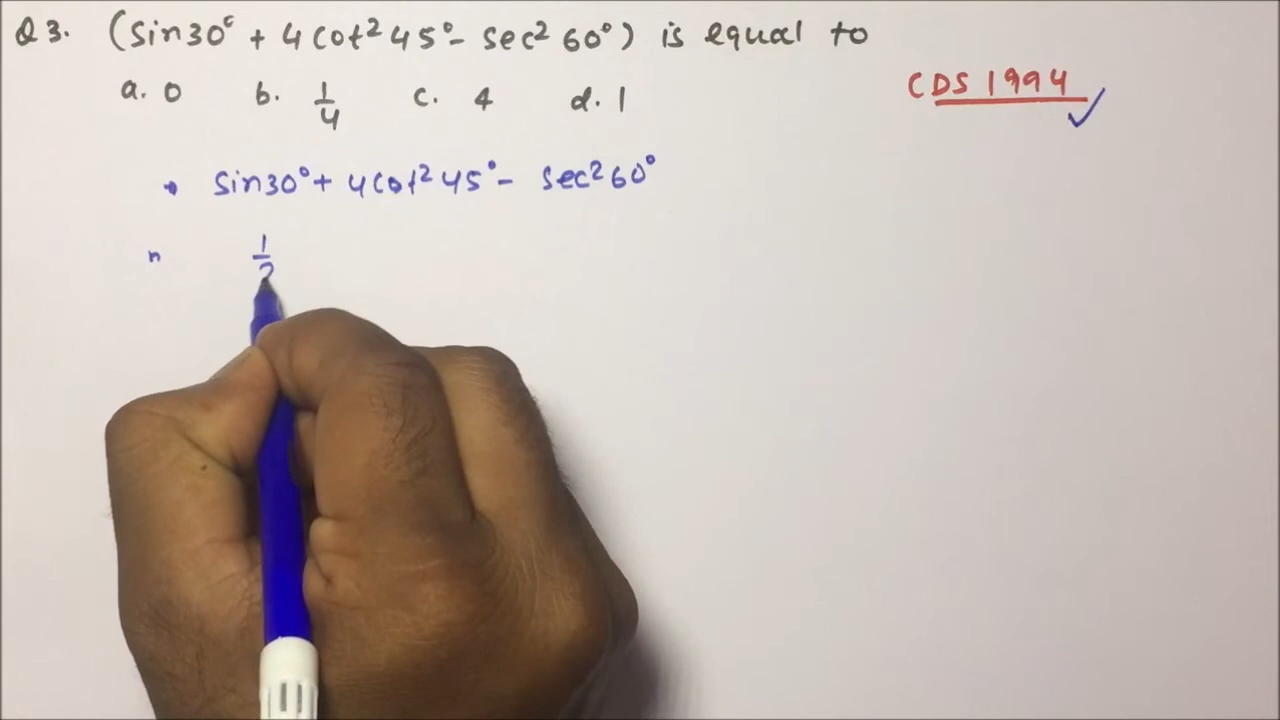 Q3. (sin30° + 4cot²45° - sec²60°) is equal to
CDS 1994
a. 0 b. 1/4 c. 4 d. 1
sin30° + 4cot²45° - sec²60°
1/2